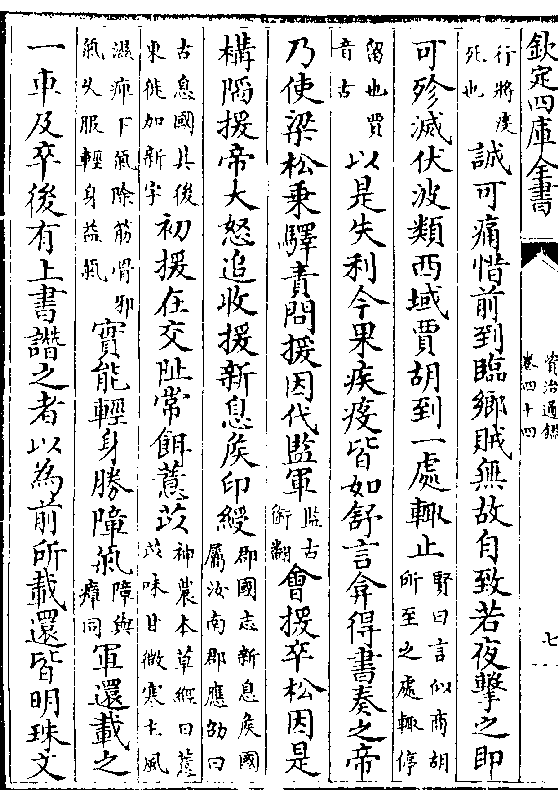 欽定四庫全書
資治通鑑
卷四十四
七
行將度
死也
誠可痛惜前到臨鄉賊無故自致若夜擊之即
可殄滅伏波類西域賈胡到一處輙止
賢曰言似商胡
所至之處輙停
留也賈
音古
以是失利今果疾疫皆如舒言弇得書奏之帝
乃使梁松乗驛責問援因代監軍
監古
銜翻
會援卒松因是
構陷援帝大怒追收援新息矦印綬
郡國志新息矦國
屬汝南郡應劭曰
古息國其後
東徙加新字
初援在交阯常餌薏苡
神農本草經曰薏
苡味甘微寒主風
濕痹下氣除筋骨邪
氣久服輕身益氣
實能輕身勝障氣
障與
瘴同
軍還載之
一車及卒後有上書譖之者以為前所載還皆明珠文